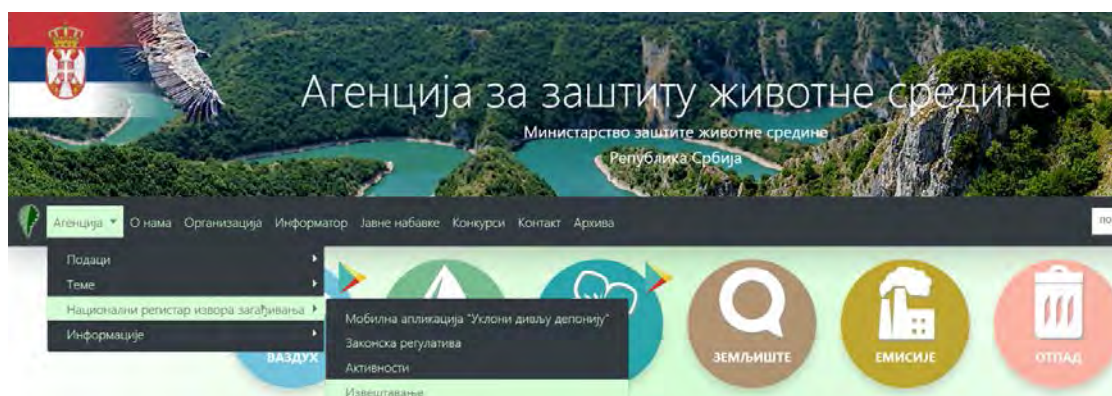 Агенција за заштиту животне средине
Министарство заштите животне средине
Република Србија
Агенција О нама Организација Информатор Јавне набавке Конкурси Контакт Архива по
Подаци
Теме
Национални регистар извора загађивања
Информације
Мобилна апликација "Уклони дивљу депонију"
Законска регулатива
Активности
Извештавање
ВАЗДУХ
ЗЕМЉИШТЕ
ЕМИСИЈЕ
ОТПАД